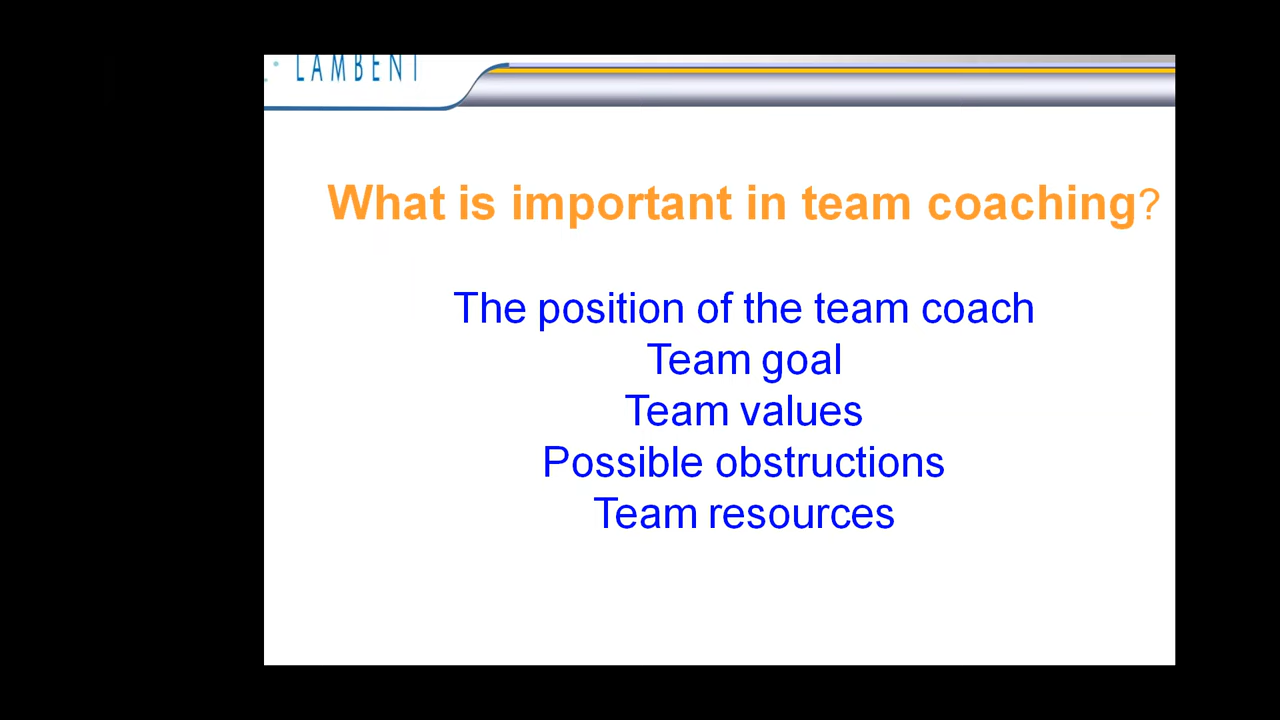 LAMBENT
What is important in team coaching?
The position of the team coach
Team goal
Team values
Possible obstructions
Team resources